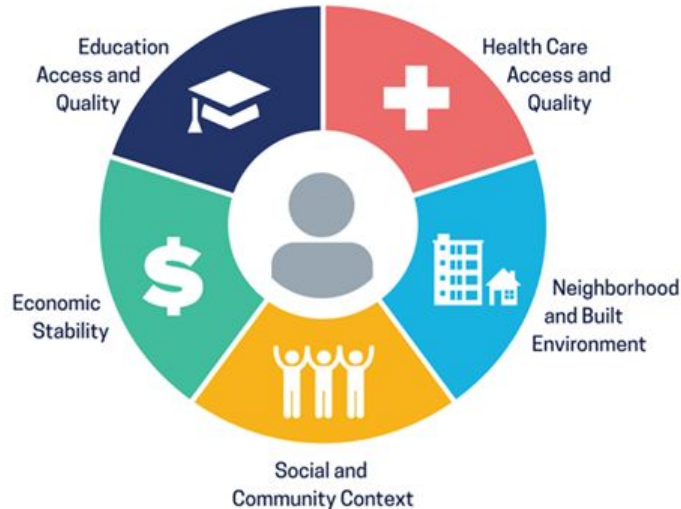 Education
Access and
Quality
Health Care
Access and
Quality
Economic
Stability
Neighborhood
and Built
Environment
Social and
Community Context